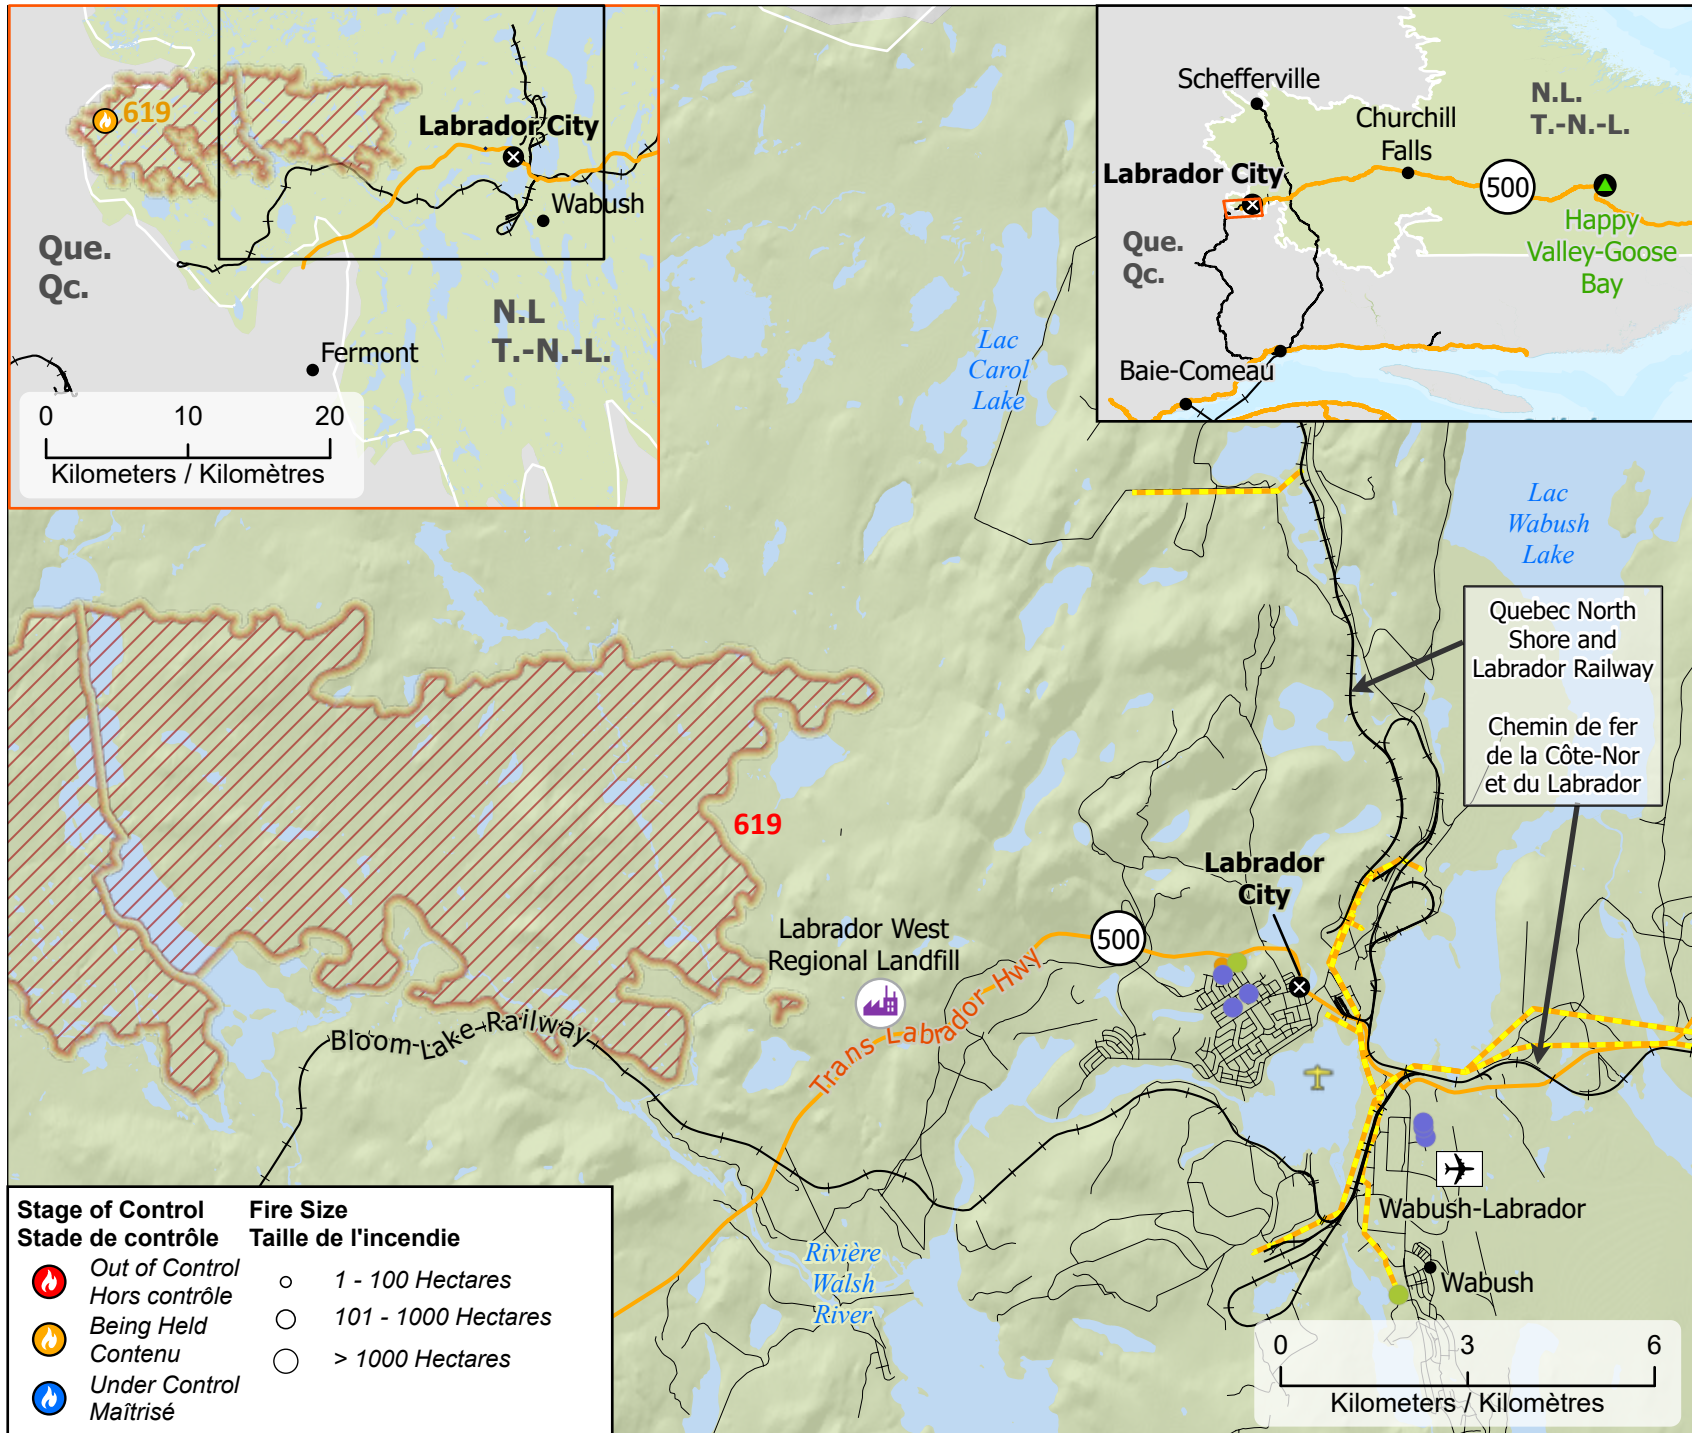 619
Labrador City
Wabush
Que.
Qc.
N.L
T.-N.-L.
Fermont
0 10 20
Kilometers / Kilomètres
Schefferville
N.L.
T.-N.-L.
Churchill
Falls
Labrador City
500
Happy
Valley-Goose
Bay
Que.
Qc.
Baie-Comeau
Lac
Carol
Lake
Lac
Wabush
Lake
Quebec North
Shore and
Labrador Railway
Chemin de fer
de la Côte-Nor
et du Labrador
619
Labrador
City
500
Labrador West
Regional Landfill
Trans Labrador Hwy
Bloom Lake Railway
Wabush-Labrador
Wabush
Rivière
Walsh
River
Stage of Control
Stade de contrôle
Out of Control
Hors contrôle
Being Held
Contenu
Under Control
Maîtrisé
Fire Size
Taille de l'incendie
1 - 100 Hectares
101 - 1000 Hectares
> 1000 Hectares
0 3 6
Kilometers / Kilomètres